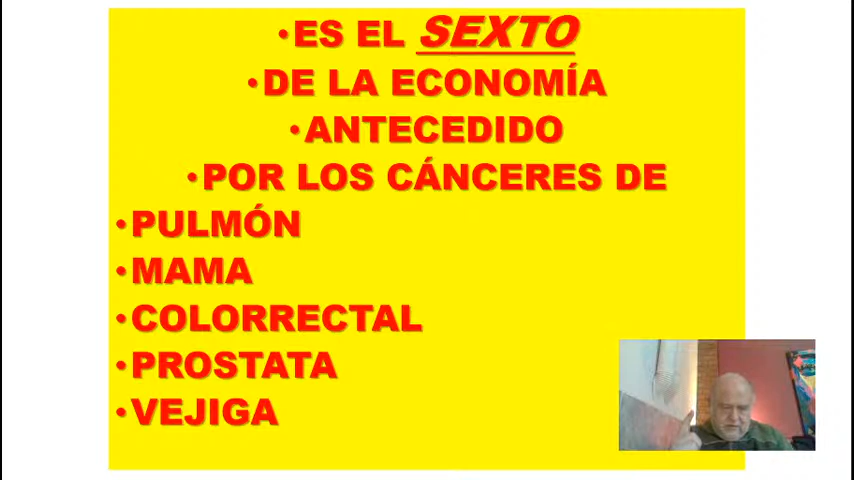 •ES EL SEXTO
•DE LA ECONOMÍA
•ANTECEDIDO
•POR LOS CÁNCERES DE
•PULMÓN
•MAMA
•COLORRECTAL
•PROSTATA
•VEJIGA